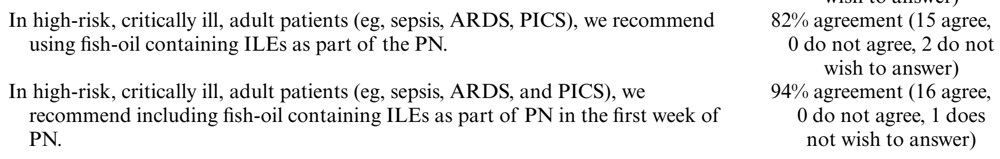 wish to answer)
In high-risk, critically ill, adult patients (eg, sepsis, ARDS, PICS), we recommend
using fish-oil containing ILEs as part of the PN.
82% agreement (15 agree,
0 do not agree, 2 do not
wish to answer)
In high-risk, critically ill, adult patients (eg, sepsis, ARDS, and PICS), we
recommend including fish-oil containing ILEs as part of PN in the first week of
PN.
94% agreement (16 agree,
0 do not agree, 1 does
not wish to answer)